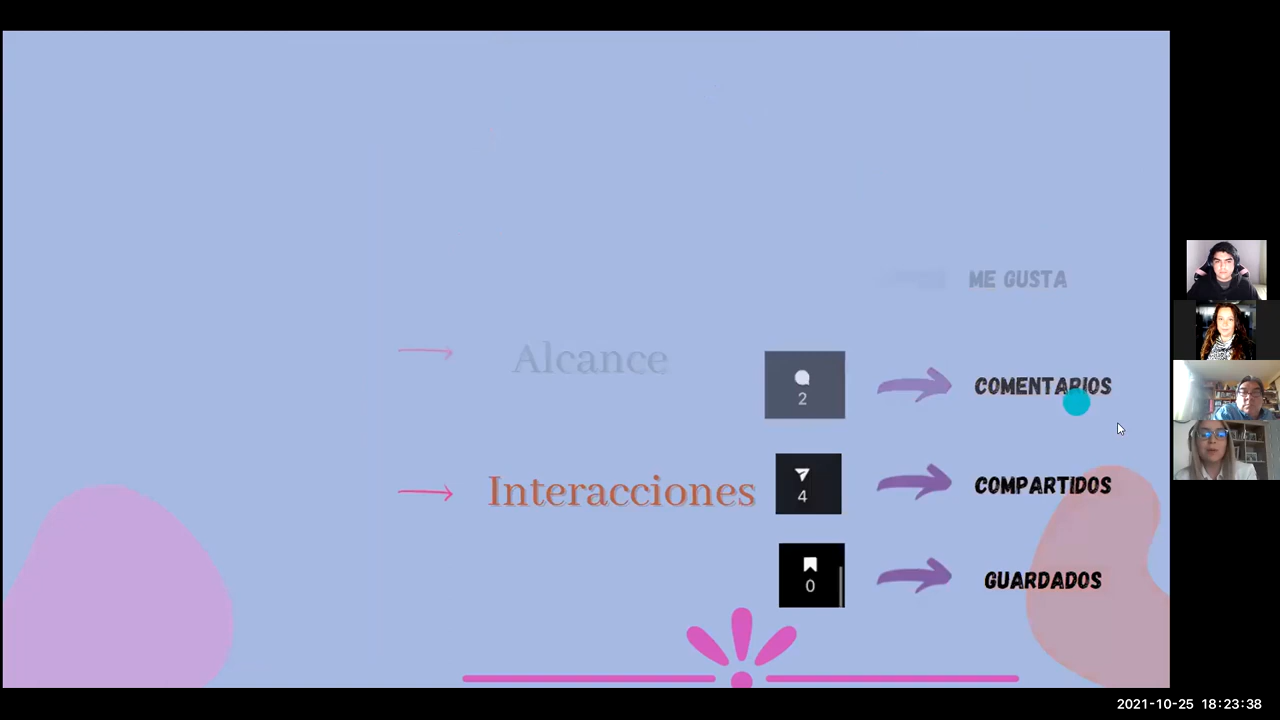 ME GUSTA
Alcance
2
COMENTARIOS
Interacciones
4
COMPARTIDOS
0
GUARDADOS
2021-10-25 18:23:38